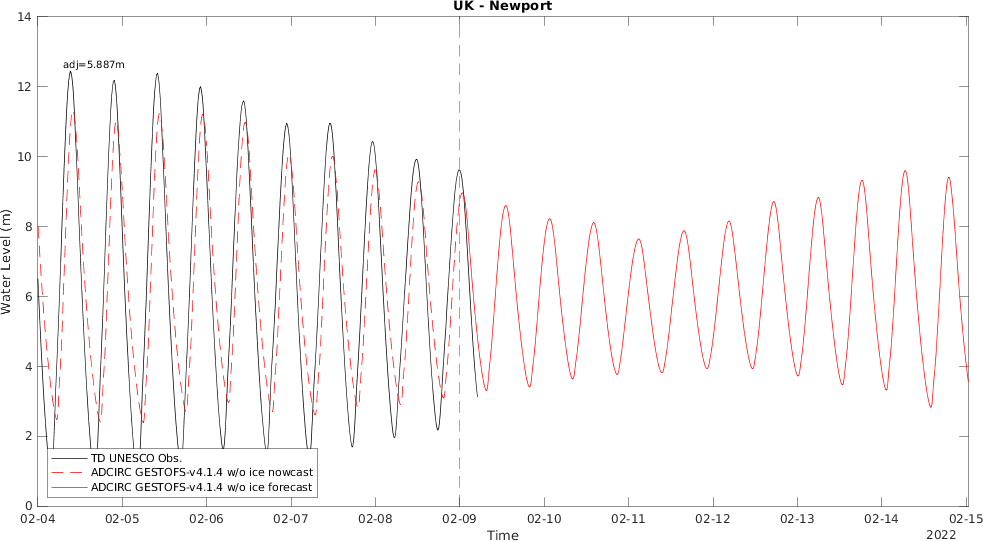 UK - Newport
adj=5.887m
14
12
10
8
6
4
2
0
Water Level (m)
TD UNESCO Obs.
ADCIRC GESTOFS-v4.1.4 w/o ice nowcast
ADCIRC GESTOFS-v4.1.4 w/o ice forecast
02-04 02-05 02-06 02-07 02-08 02-09 02-10 02-11 02-12 02-13 02-14 02-15
Time
2022